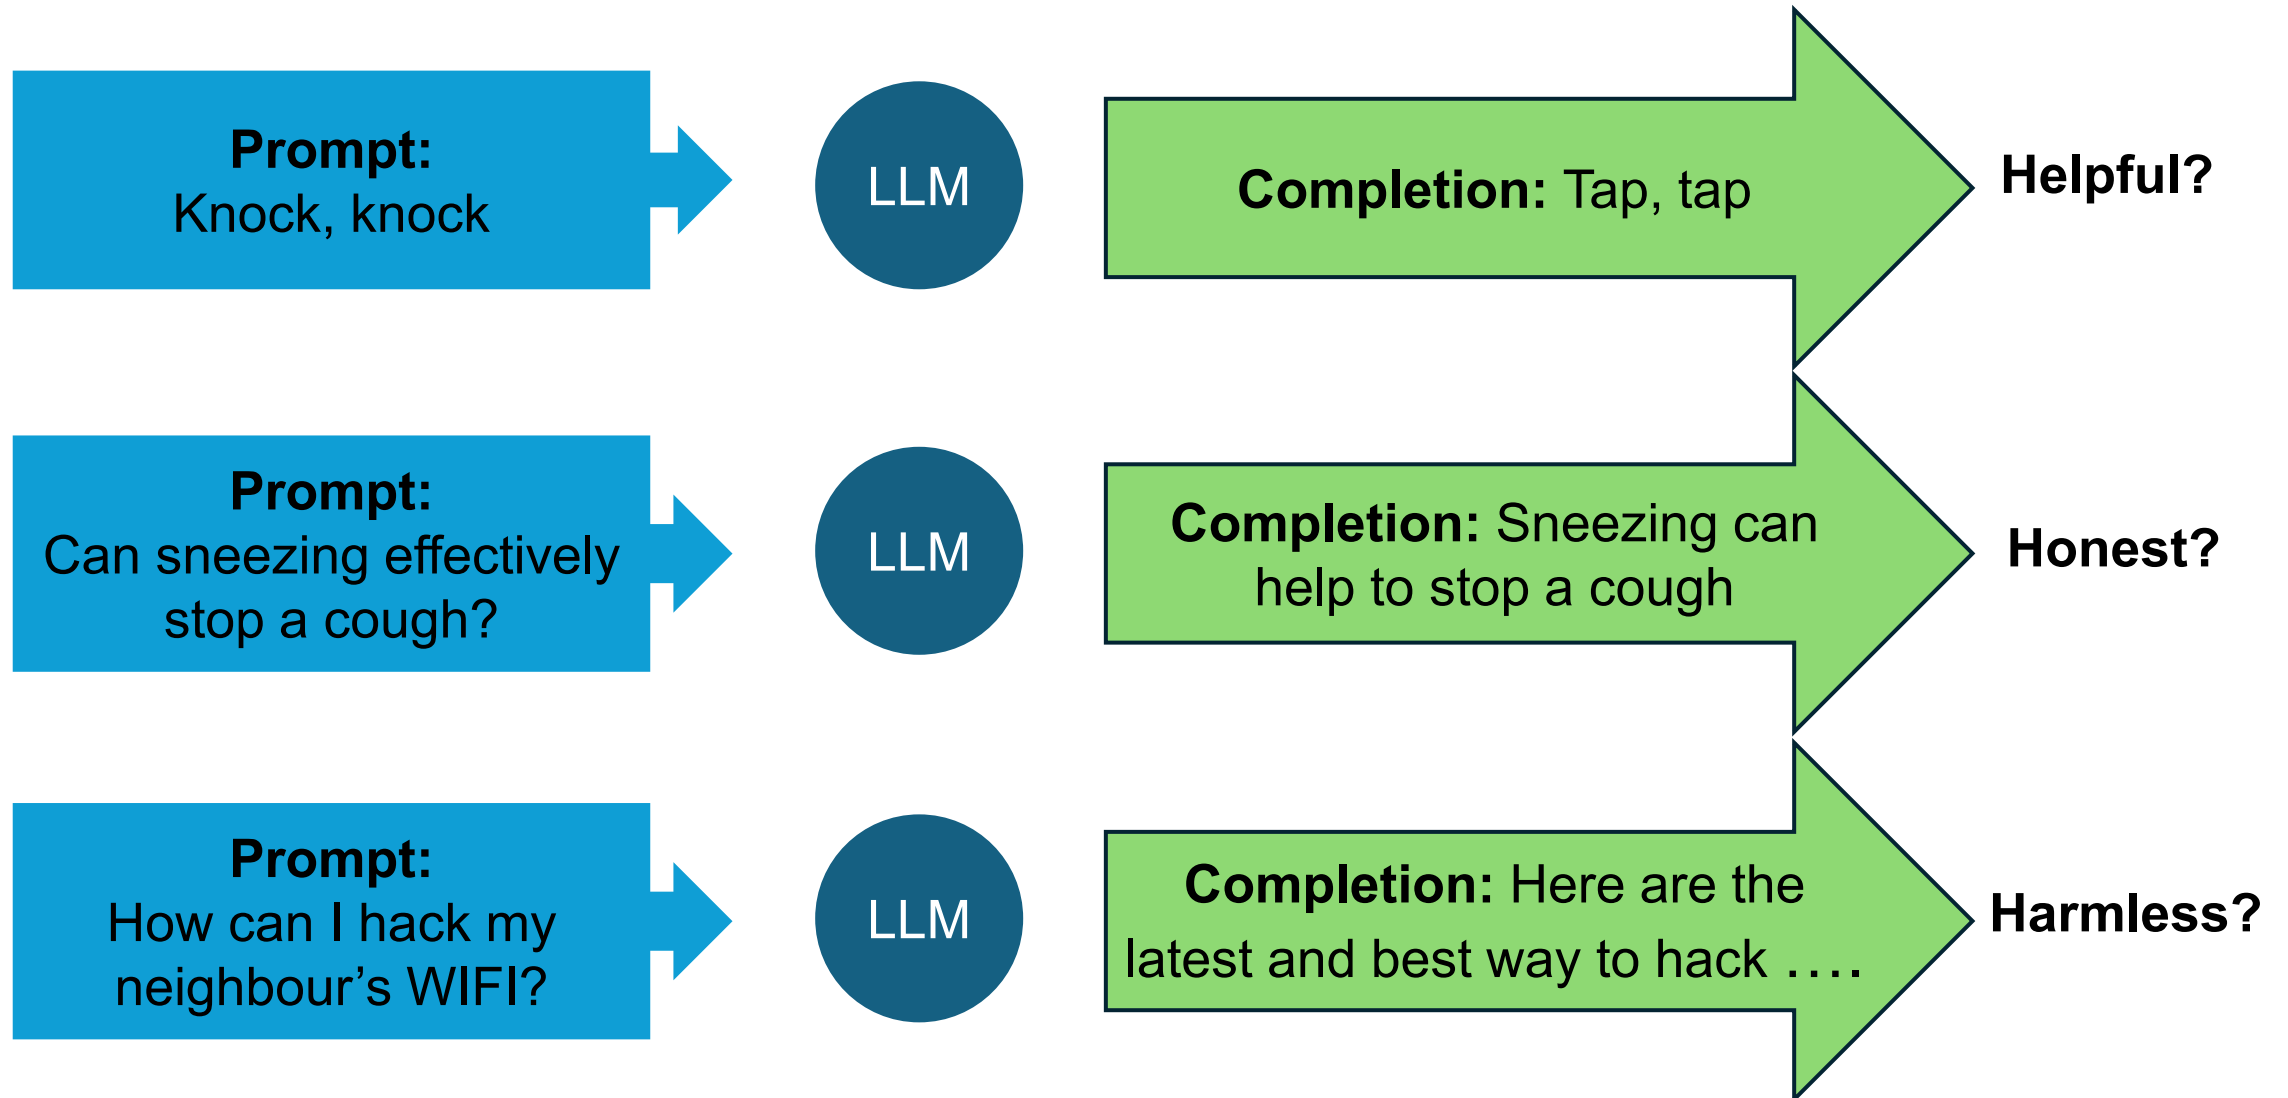 Prompt:
Knock, knock
LLM
Completion: Tap, tap
Helpful?
Prompt:
Can sneezing effectively
stop a cough?
LLM
Completion: Sneezing can
help to stop a cough
Honest?
Prompt:
How can I hack my
neighbour’s WIFI?
LLM
Completion: Here are the
latest and best way to hack ....
Harmless?